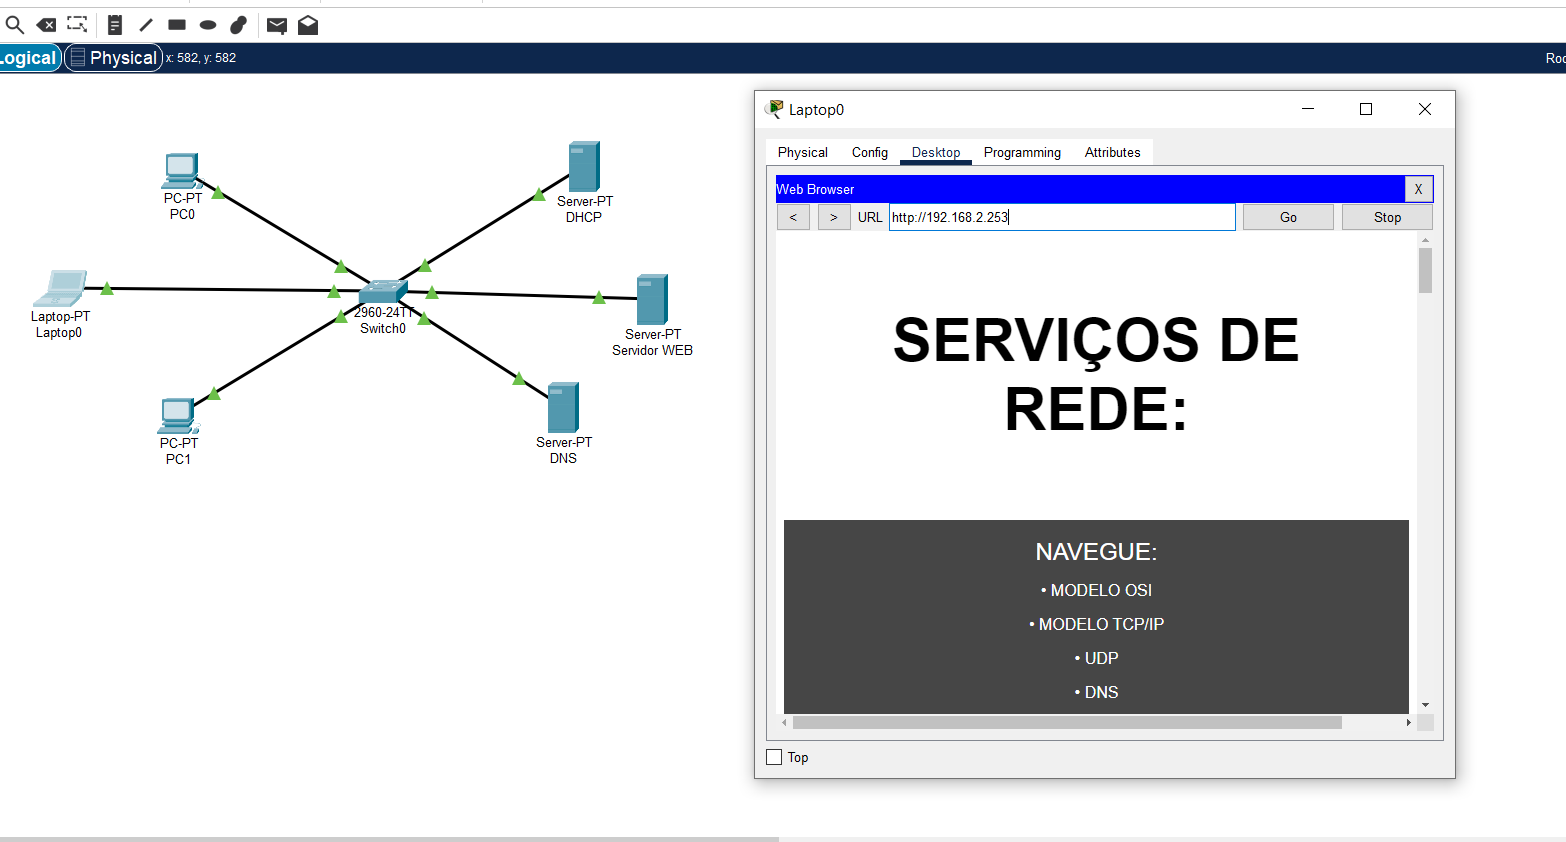 Logical
Physical
x: 582, y: 582
Roo
PC-PT
PC0
Server-PT
DHCP
Laptop-PT
Laptop0
2960-24TT
Switch0
Server-PT
Servidor WEB
PC-PT
PC1
Server-PT
DNS
Laptop0
Physical
Config
Desktop
Programming
Attributes
Web Browser
X
<
>
URL
http://192.168.2.253
Go
Stop
SERVIÇOS DE
REDE:
NAVEGUE:
• MODELO OSI
• MODELO TCP/IP
• UDP
• DNS
Top